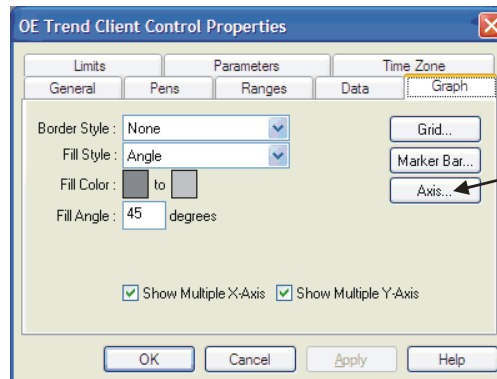 OE Trend Client Control Properties
Limits Parameters Time Zone
General Pens Ranges Data Graph
Border Style : None Grid...
Fill Style : Angle Marker Bar...
Fill Color : to Axis...
Fill Angle : 45 degrees
Show Multiple X-Axis Show Multiple Y-Axis
OK Cancel Apply Help